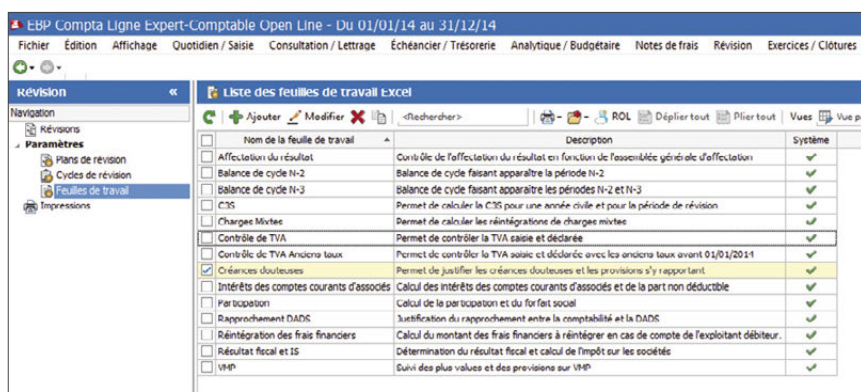 EBP Compta Ligne Expert-Comptable Open Line - Du 01/01/14 au 31/12/14
Fichier Édition Affichage Quotidien / Saisie Consultation / Lettrage Échéancier / Trésorerie Analytique / Budgétaire Notes de frais Révision Exercices / Clôtures
Révision «
Navigation
Révisions
Paramètres
Plans de révision
Cycles de révision
Feuilles de travail
Impressions
Liste des feuilles de travail Excel
Ajouter Modifier <Rechercher> ROL Déplier tout Plier tout Vues Vue p
Nom de la feuille de travail Description Système
Affectation du résultat Contrôle de l'affectation du résultat en fonction de l'assemblée générale d'affectation
Balance de cycle N-2 Balance de cycle faisant apparaître la période N-2
Balance de cycle N-3 Balance de cycle faisant apparaître les périodes N-2 et N-3
C3S Permet de calculer la C3S pour une année civile et pour la période de révision
Charges Mixtes Permet de calculer les réintégrations de charges mixtes
Contrôle de TVA Permet de contrôler la TVA saisie et déclarée
Contrôle de TVA Anciens taux Permet de contrôler la TVA saisie et déclarée avec les anciens taux avant 01/01/2014
Créances douteuses Permet de justifier les créances douteuses et les provisions s'y rapportant
Intérêts des comptes courants d'associés Calcul des intérêts des comptes courants d'associés et de la part non déductible
Participation Calcul de la participation et du forfait social
Rapprochement DADS Justification du rapprochement entre la comptabilité et la DADS
Réintégration des frais financiers Calcul du montant des frais financiers à réintégrer en cas de compte de l'exploitant débiteur.
Résultat fiscal et IS Détermination du résultat fiscal et calcul de l'impôt sur les sociétés
VMP Suivi des plus values et des provisions sur VMP